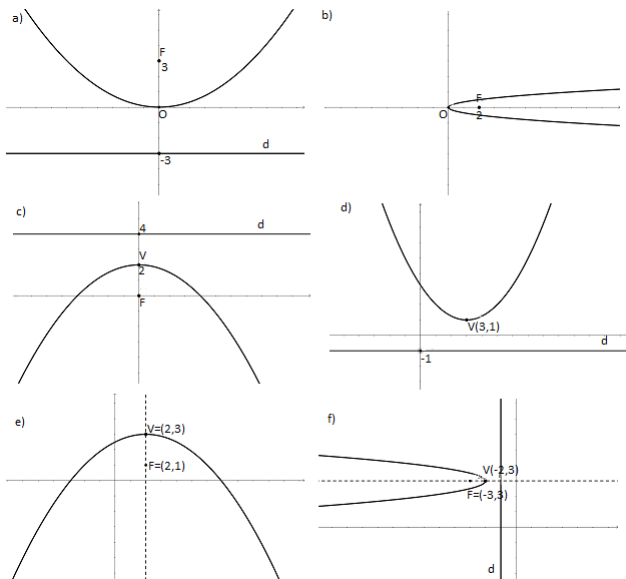 a)
F
3
O
d
-3
b)
F
O
2
c)
4
d
V
2
F
d)
V(3,1)
d
-1
e)
V=(2,3)
F=(2,1)
f)
V(-2,3)
F=(-3,3)
d